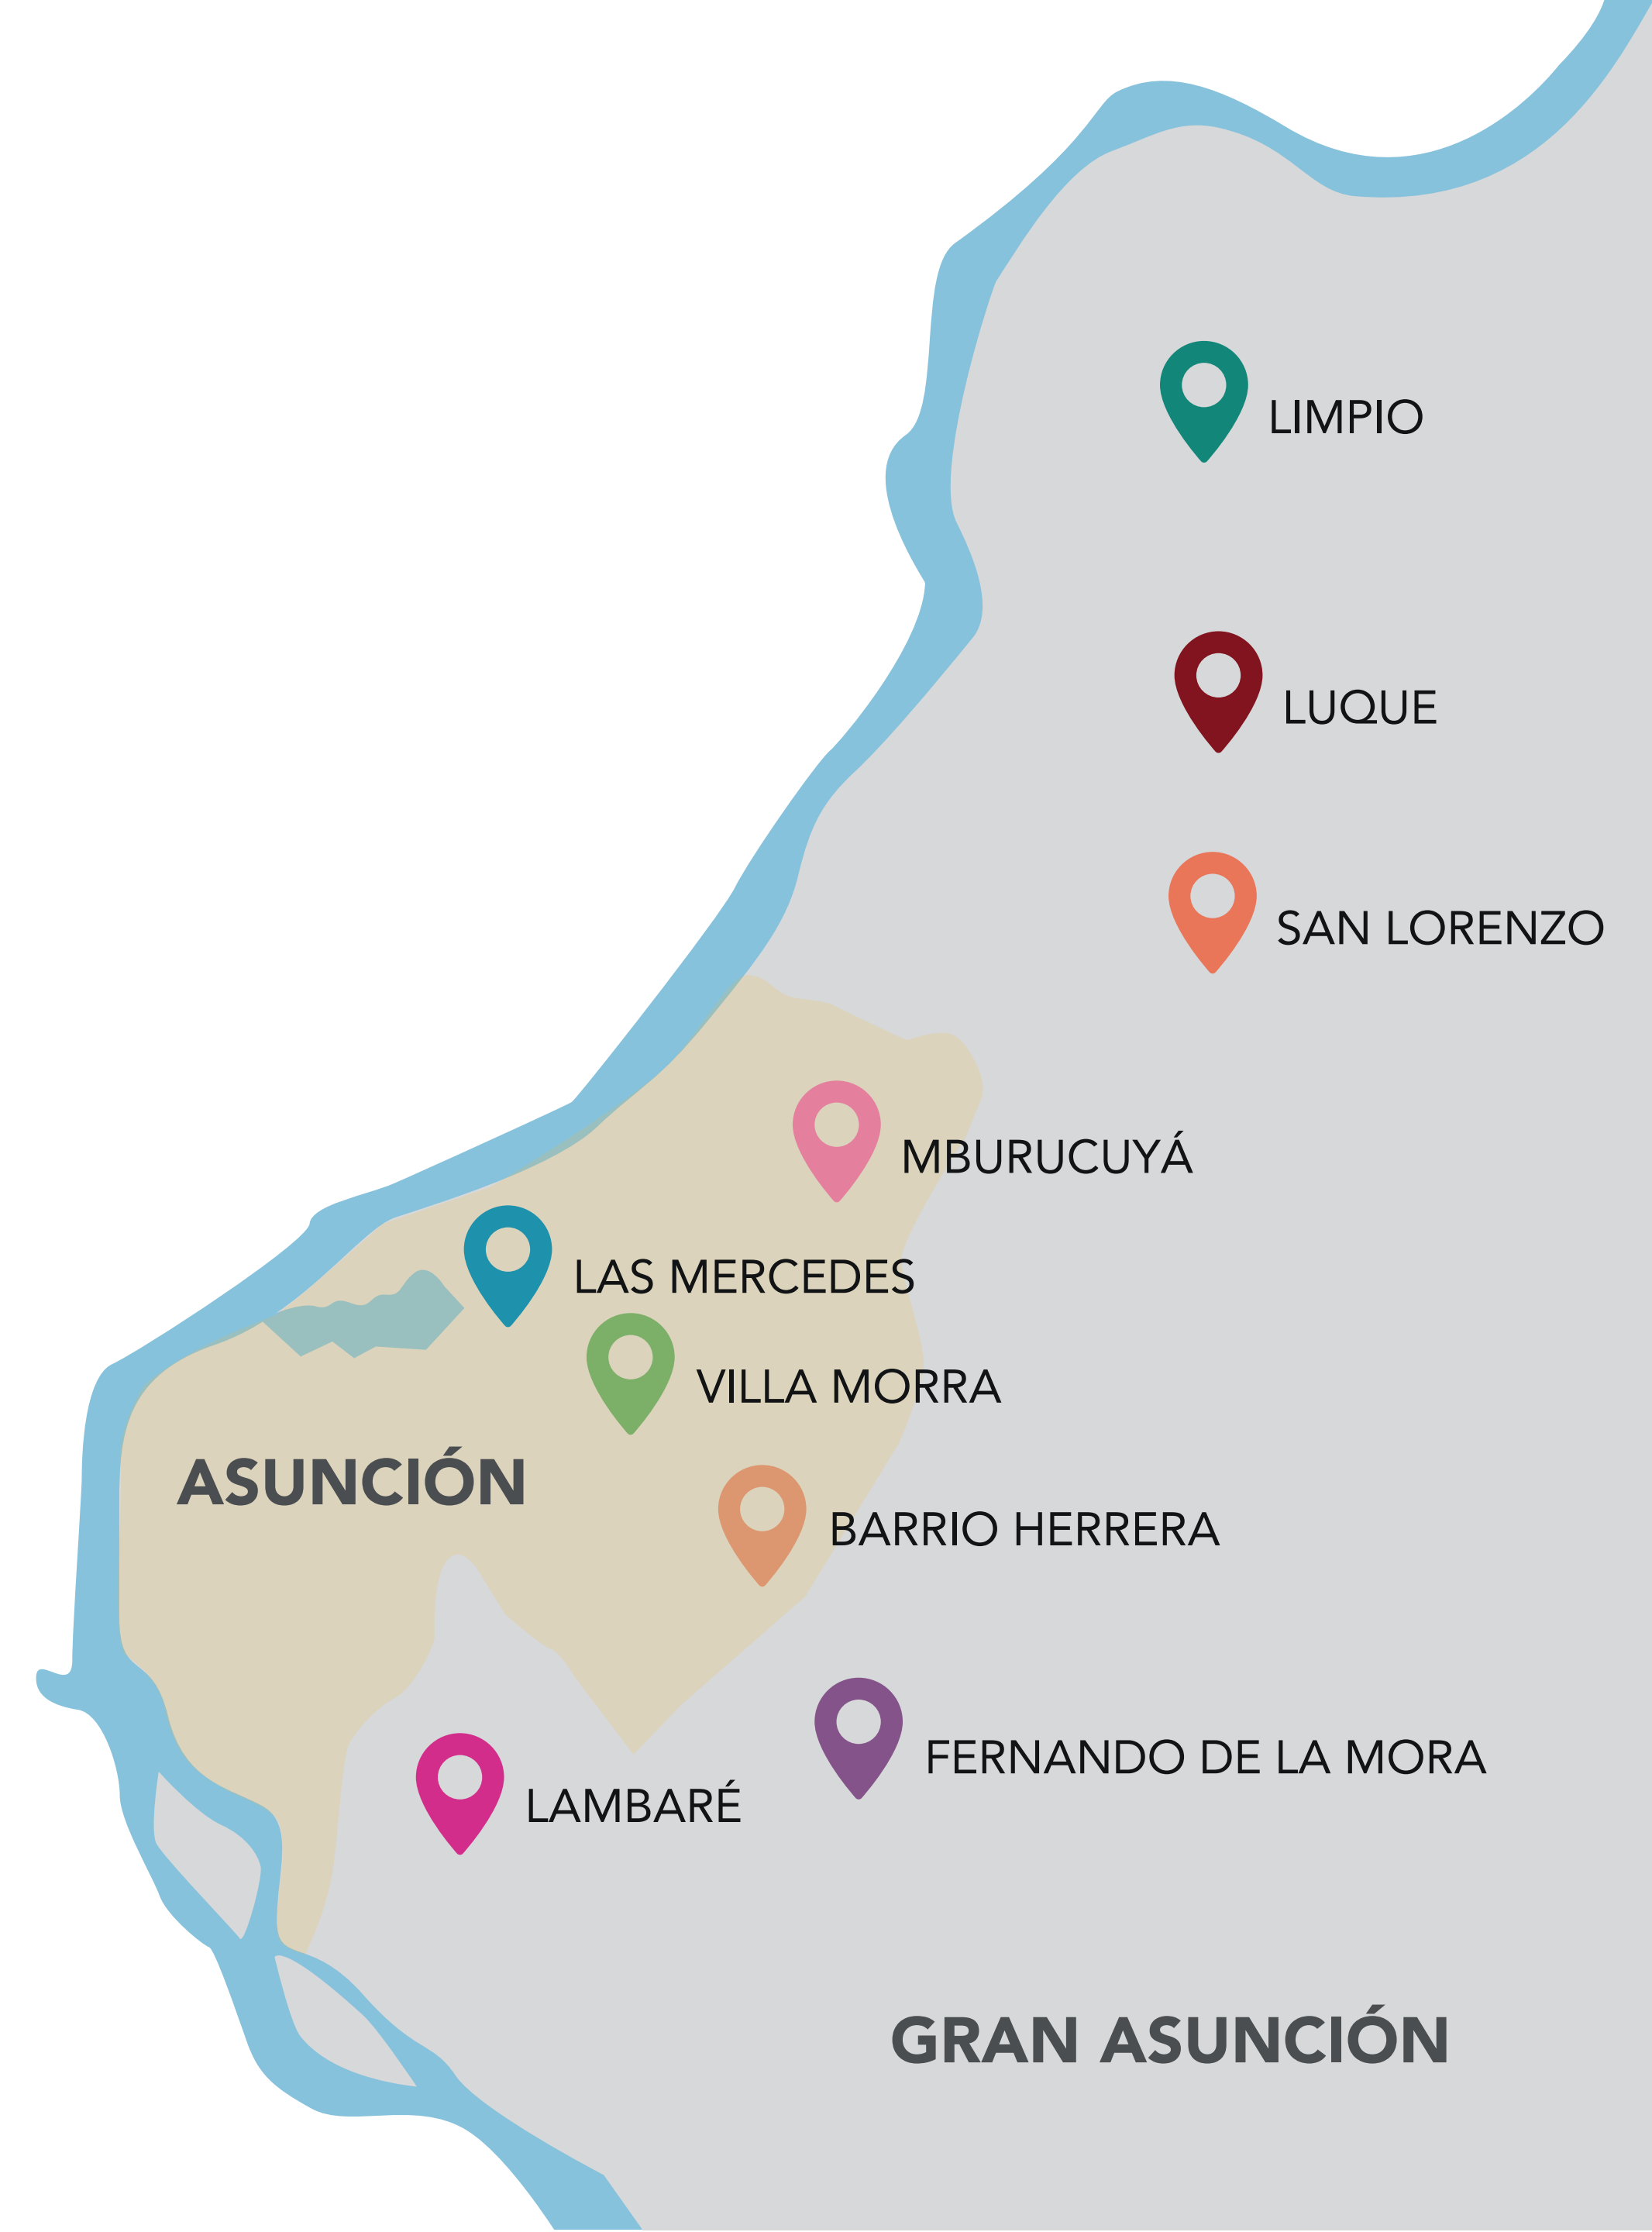 LIMPIO
LUQUE
SAN LORENZO
MBURUCUYÁ
LAS MERCEDES
VILLA MORRA
ASUNCIÓN
BARRIO HERRERA
FERNANDO DE LA MORA
LAMBARÉ
GRAN ASUNCIÓN